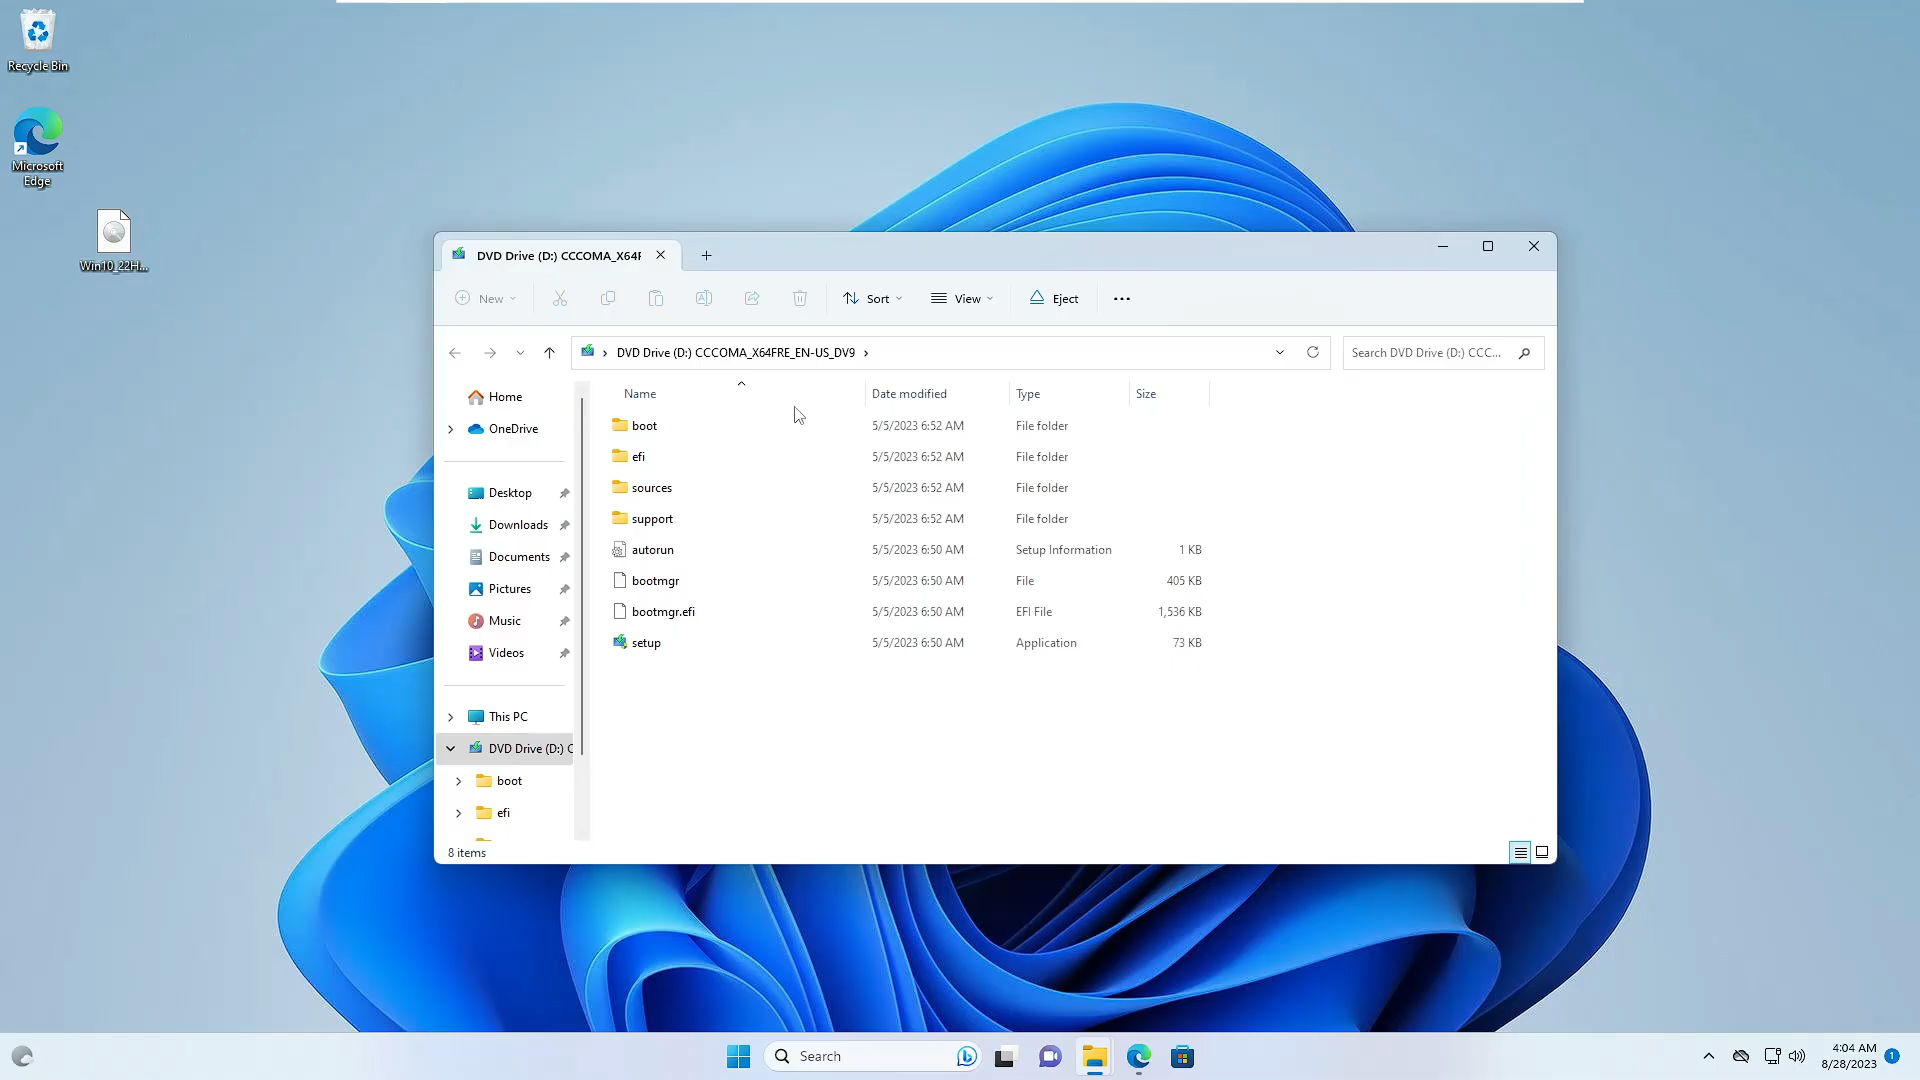 Recycle Bin
Microsoft
Edge
Win10_22H...
DVD Drive (D:) CCCOMA_X64F
New
Sort
View
Eject
DVD Drive (D:) CCCOMA_X64FRE_EN-US_DV9
Search DVD Drive (D:) CCC...
Home
OneDrive
Desktop
Downloads
Documents
Pictures
Music
Videos
This PC
DVD Drive (D:) C
boot
efi
Name Date modified Type Size
boot 5/5/2023 6:52 AM File folder
efi 5/5/2023 6:52 AM File folder
sources 5/5/2023 6:52 AM File folder
support 5/5/2023 6:52 AM File folder
autorun 5/5/2023 6:50 AM Setup Information 1 KB
bootmgr 5/5/2023 6:50 AM File 405 KB
bootmgr.efi 5/5/2023 6:50 AM EFI File 1,536 KB
setup 5/5/2023 6:50 AM Application 73 KB
8 items
Search
4:04 AM
8/28/2023
1